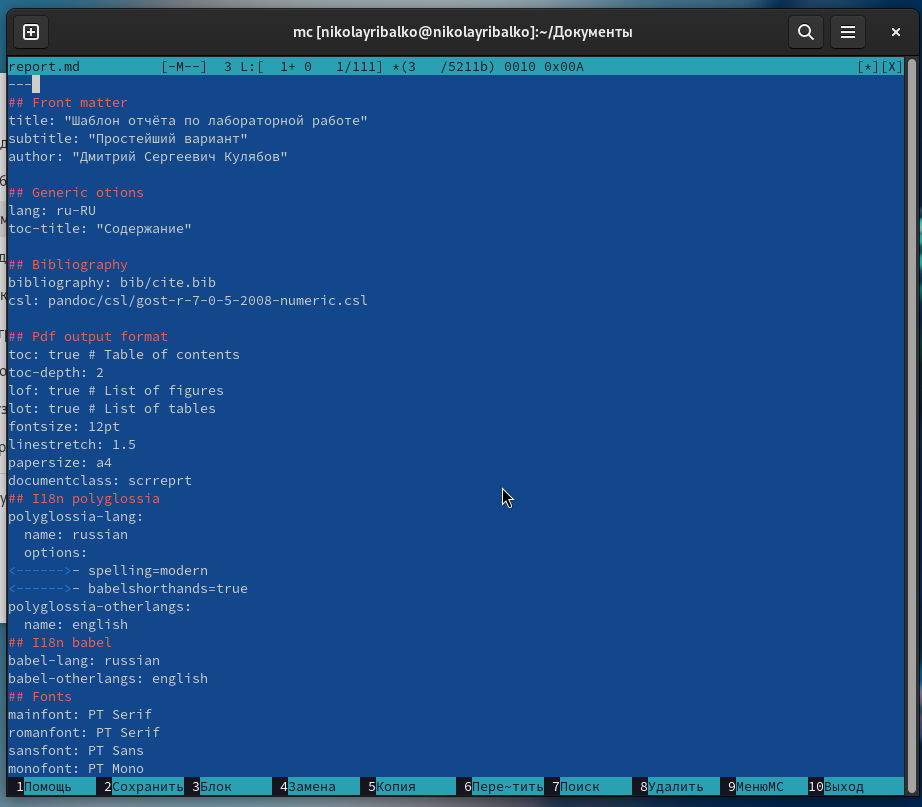 mc [nikolayribalko@nikolayribalko]:~/Документы
report.md [-M--] 3 L:[ 1+ 0 1/111] *(3 /5211b) 0010 0x00A [*][X]
---
## Front matter
title: "Шаблон отчёта по лабораторной работе"
subtitle: "Простейший вариант"
author: "Дмитрий Сергеевич Кулябов"
## Generic otions
lang: ru-RU
toc-title: "Содержание"
## Bibliography
bibliography: bib/cite.bib
csl: pandoc/csl/gost-r-7-0-5-2008-numeric.csl
## Pdf output format
toc: true # Table of contents
toc-depth: 2
lof: true # List of figures
lot: true # List of tables
fontsize: 12pt
linestretch: 1.5
papersize: a4
documentclass: scrreprt
## I18n polyglossia
polyglossia-lang:
  name: russian
  options:
<------>- spelling=modern
<------>- babelshorthands=true
polyglossia-otherlangs:
  name: english
## I18n babel
babel-lang: russian
babel-otherlangs: english
## Fonts
mainfont: PT Serif
romanfont: PT Serif
sansfont: PT Sans
monofont: PT Mono
1Помощь 2Сохранить 3Блок 4Замена 5Копия 6Пере~тить 7Поиск 8Удалить 9МенюMC 10Выход